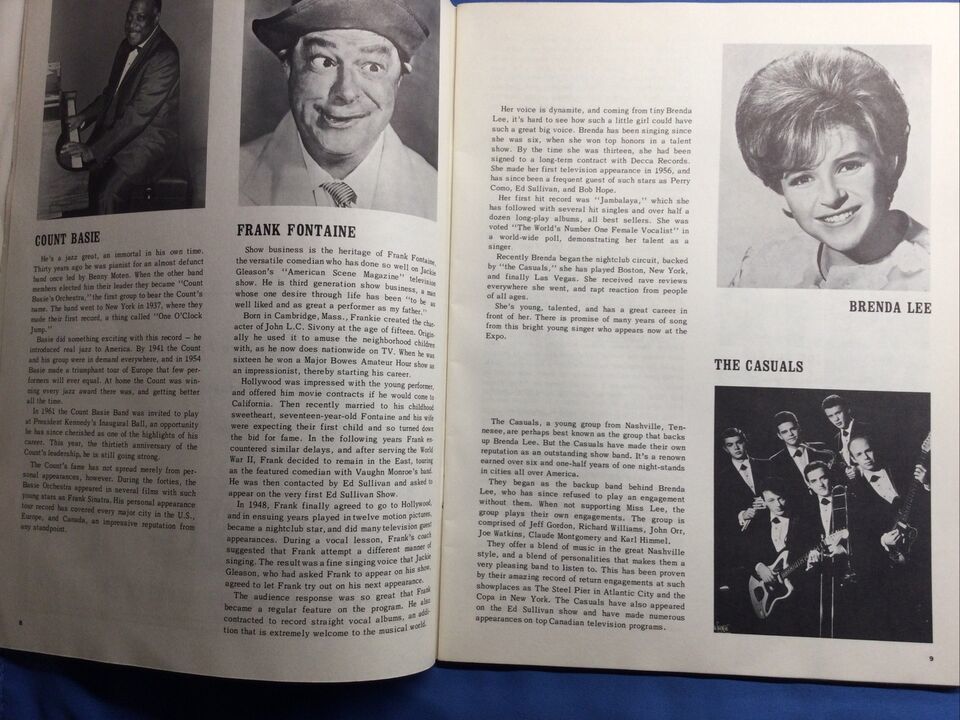 COUNT BASIE
He's a jazz great, an immortal in his own time.
Thirty years ago he was pianist for an almost defunct
band once led by Benny Moten. When the other band
members elected him their leader they became "Count
Basie's Orchestra," the first group to bear the Count's
name. The band went to New York in 1937, where they
made their first record, a thing called "One O'Clock
Jump."
Basie did something exciting with this record — he
introduced real jazz to America. By 1941 the Count
and his group were in demand everywhere, and in 1954
Basie made a triumphant tour of Europe that few per-
formers will ever equal. At home the Count was win-
ning every jazz award there was, and getting better
all the time.
In 1961 the Count Basie Band was invited to play
at President Kennedy's Inaugural Ball, an opportunity
he has since cherished as one of the highlights of his
career. This year, the thirtieth anniversary of the
Count's leadership, he is still going strong.
The Count's fame has not spread merely from per-
sonal appearances, however. During the forties, the
Basie Orchestra appeared in several films with such
young stars as Frank Sinatra. His personal appearance
tour record has covered every major city in the U.S.,
Europe, and Canada, an impressive reputation from
any standpoint.
8
FRANK FONTAINE
Show business is the heritage of Frank Fontaine,
the versatile comedian who has done so well on Jackie
Gleason's "American Scene Magazine" television
show. He is third generation show business, a man
whose one desire through life has been "to be as
well liked and as great a performer as my father."
Born in Cambridge, Mass., Frankie created the char-
acter of John L.C. Sivony at the age of fifteen. Origin-
ally he used it to amuse the neighborhood children
with, as he now does nationwide on TV. When he was
sixteen he won a Major Bowes Amateur Hour show as
an impressionist, thereby starting his career.
Hollywood was impressed with the young performer,
and offered him movie contracts if he would come to
California. Then recently married to his childhood
sweetheart, seventeen-year-old Fontaine and his wife
were expecting their first child and so turned down
the bid for fame. In the following years Frank en-
countered similar delays, and after serving the World
War II, Frank decided to remain in the East, touring
as the featured comedian with Vaughn Monroe's band.
He was then contacted by Ed Sullivan and asked to
appear on the very first Ed Sullivan Show.
In 1948, Frank finally agreed to go to Hollywood,
and in ensuing years played in twelve motion pictures,
became a nightclub star, and did many television guest
appearances. During a vocal lesson, Frank's coach
suggested that Frank attempt a different manner of
singing. The result was a fine singing voice that Jackie
Gleason, who had asked Frank to appear on his show,
agreed to let Frank try out on his next appearance.
The audience response was so great that Frank
became a regular feature on the program. He also
contracted to record straight vocal albums, an addi-
tion that is extremely welcome to the musical world.
Her voice is dynamite, and coming from tiny Brenda
Lee, it's hard to see how such a little girl could have
such a great big voice. Brenda has been singing since
she was six, when she won top honors in a talent
show. By the time she was thirteen, she had been
signed to a long-term contract with Decca Records.
She made her first television appearance in 1956, and
has since been a frequent guest of such stars as Perry
Como, Ed Sullivan, and Bob Hope.
Her first hit record was "Jambalaya," which she
has followed with several hit singles and over half a
dozen long-play albums, all best sellers. She was
voted "The World's Number One Female Vocalist" in
a world-wide poll, demonstrating her talent as a
singer
Recently Brenda began the nightclub circuit, backed
by "the Casuals," she has played Boston, New York,
and finally Las Vegas. She received rave reviews
everywhere she went, and rapt reaction from people
of all ages.
She's young, talented, and has a great career in
front of her. There is promise of many years of song
from this bright young singer who appears now at the
Expo.
BRENDA LEE
THE CASUALS
The Casuals, a young group from Nashville, Ten-
nesee, are perhaps best known as the group that backs
up Brenda Lee. But the Casuals have made their own
reputation as an outstanding show band. It's a renown
earned over six and one-half years of one night-stands
in cities all over America.
They began as the backup band behind Brenda
Lee, who has since refused to play an engagement
without them. When not supporting Miss Lee, the
group plays their own engagements. The group is
comprised of Jeff Gordon, Richard Williams, John Orr,
Joe Watkins, Claude Montgomery and Karl Himmel.
They offer a blend of music in the great Nashville
style, and a blend of personalities that makes them a
very pleasing band to listen to. This has been proven
by their amazing record of return engagements at such
showplaces as The Steel Pier in Atlantic City and the
Copa in New York. The Casuals have also appeared
on the Ed Sullivan show and have made numerous
appearances on top Canadian television programs.
9